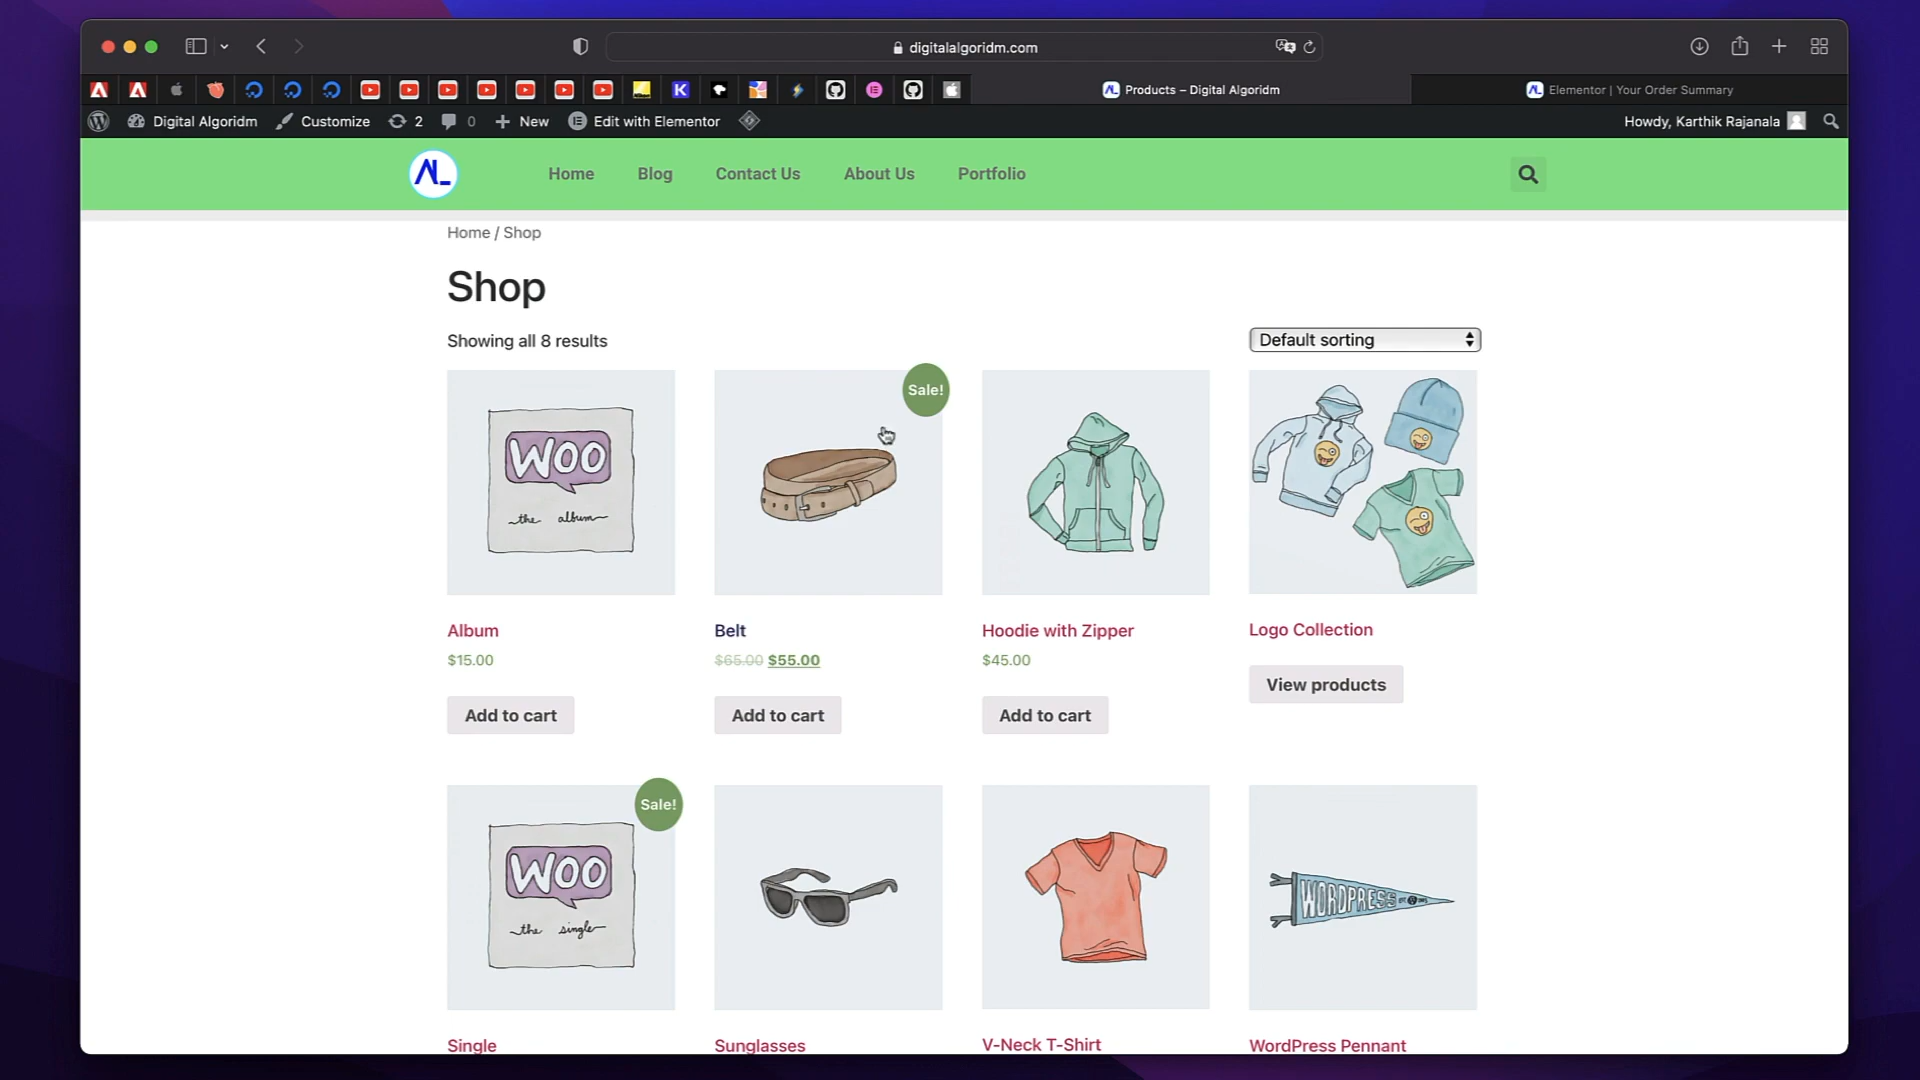 digitalalgoridm.com
Products – Digital Algoridm
Elementor | Your Order Summary
Digital Algoridm
Customize
2
0
New
Edit with Elementor
Howdy, Karthik Rajanala
Home
Blog
Contact Us
About Us
Portfolio
Home / Shop
Shop
Showing all 8 results
Default sorting
WOO
the album
Sale!
Album
$15.00
Add to cart
Belt
$65.00 $55.00
Add to cart
Hoodie with Zipper
$45.00
Add to cart
Logo Collection
View products
Sale!
WOO
the single
WORDPRESS
Single
Sunglasses
V-Neck T-Shirt
WordPress Pennant